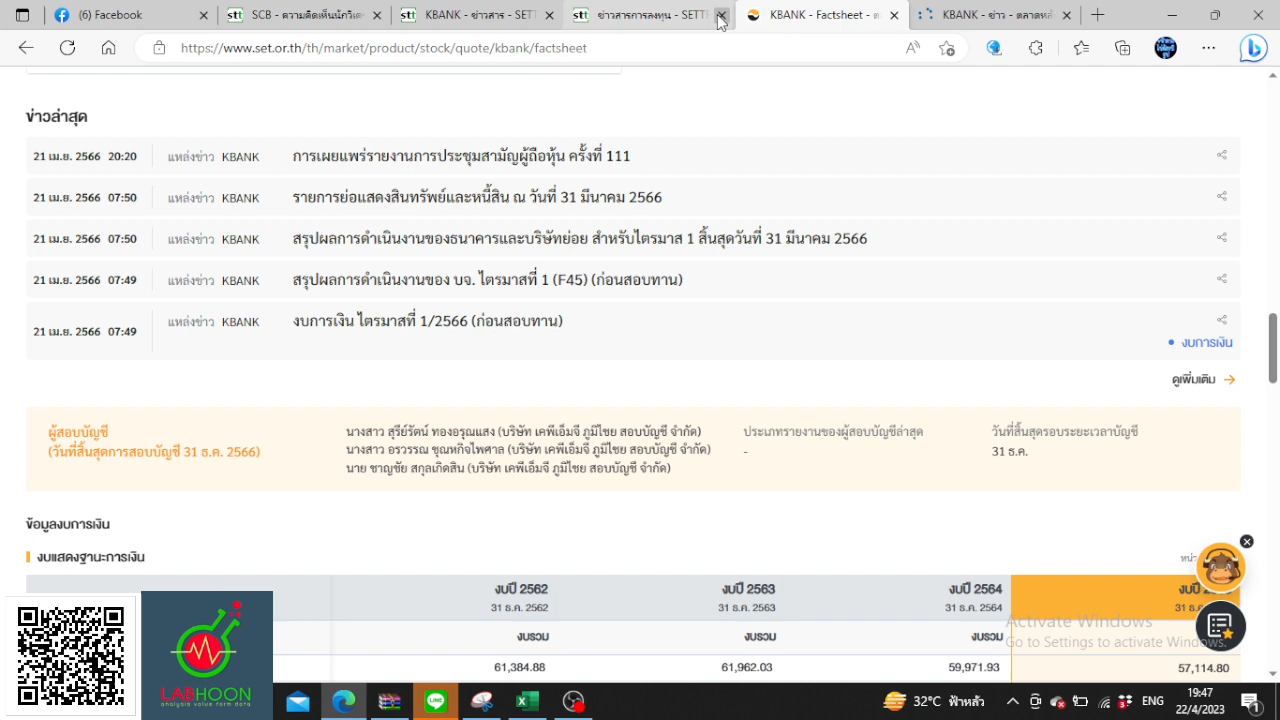 Facebook
SCB - ความคิดเห็นนักวิเค
KBANK - ข่าวสาร - SETT
ข่าวสารการลงทุน - SETTI
KBANK - Factsheet - ต
KBANK - ข่าว - ตลาดหลั
https://www.set.or.th/th/market/product/stock/quote/kbank/factsheet
ข่าวล่าสุด
21 เม.ย. 2566 20:20 แหล่งข่าว KBANK การเผยแพร่รายงานการประชุมสามัญผู้ถือหุ้น ครั้งที่ 111
21 เม.ย. 2566 07:50 แหล่งข่าว KBANK รายการย่อแสดงสินทรัพย์และหนี้สิน ณ วันที่ 31 มีนาคม 2566
21 เม.ย. 2566 07:50 แหล่งข่าว KBANK สรุปผลการดำเนินงานของธนาคารและบริษัทย่อย สำหรับไตรมาส 1 สิ้นสุดวันที่ 31 มีนาคม 2566
21 เม.ย. 2566 07:49 แหล่งข่าว KBANK สรุปผลการดำเนินงานของ บจ. ไตรมาสที่ 1 (F45) (ก่อนสอบทาน)
21 เม.ย. 2566 07:49 แหล่งข่าว KBANK งบการเงิน ไตรมาสที่ 1/2566 (ก่อนสอบทาน)
• งบการเงิน
ดูเพิ่มเติม
ผู้สอบบัญชี
(วันที่สิ้นสุดการสอบบัญชี 31 ธ.ค. 2566)
นางสาว สุรีย์รัตน์ ทองอรุณแสง (บริษัท เคพีเอ็มจี ภูมิไชย สอบบัญชี จำกัด)
นางสาว อรวรรณ ชุณหกิจไพศาล (บริษัท เคพีเอ็มจี ภูมิไชย สอบบัญชี จำกัด)
นาย ชาญชัย สกุลเกิดสิน (บริษัท เคพีเอ็มจี ภูมิไชย สอบบัญชี จำกัด)
ประเภทรายงานของผู้สอบบัญชีล่าสุด
-
วันที่สิ้นสุดรอบระยะเวลาบัญชี
31 ธ.ค.
ข้อมูลงบการเงิน
งบแสดงฐานะการเงิน
หน่ว
งบปี 2562 งบปี 2563 งบปี 2564 งบปี
31 ธ.ค. 2562 31 ธ.ค. 2563 31 ธ.ค. 2564 31 ธ.ค.
งบรวม งบรวม งบรวม
61,384.88 61,962.03 59,971.93 57,114.80
Activate Windows
Go to Settings to activate Windows.
LABHOON
analysis value form data
32°C ฟ้าหลัว
ENG
19:47
22/4/2023